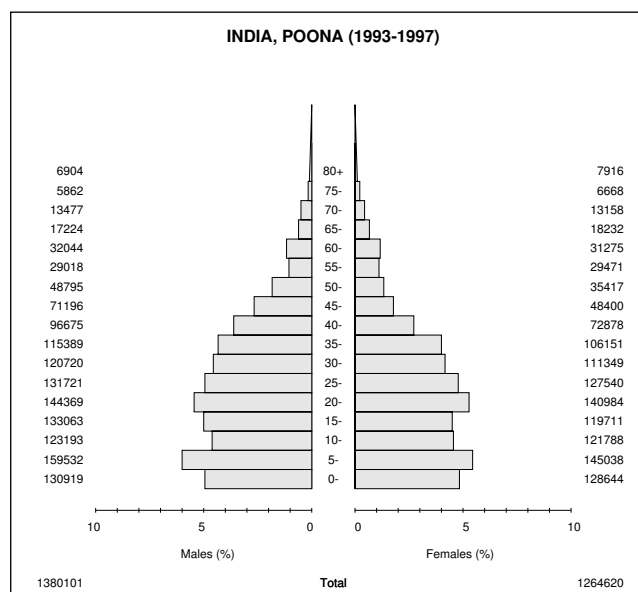 INDIA, POONA (1993-1997)
6904 80+ 7916
5862 75- 6668
13477 70- 13158
17224 65- 18232
32044 60- 31275
29018 55- 29471
48795 50- 35417
71196 45- 48400
96675 40- 72878
115389 35- 106151
120720 30- 111349
131721 25- 127540
144369 20- 140984
133063 15- 119711
123193 10- 121788
159532 5- 145038
130919 0- 128644
10 5 0 0 5 10
Males (%) Females (%)
1380101 Total 1264620